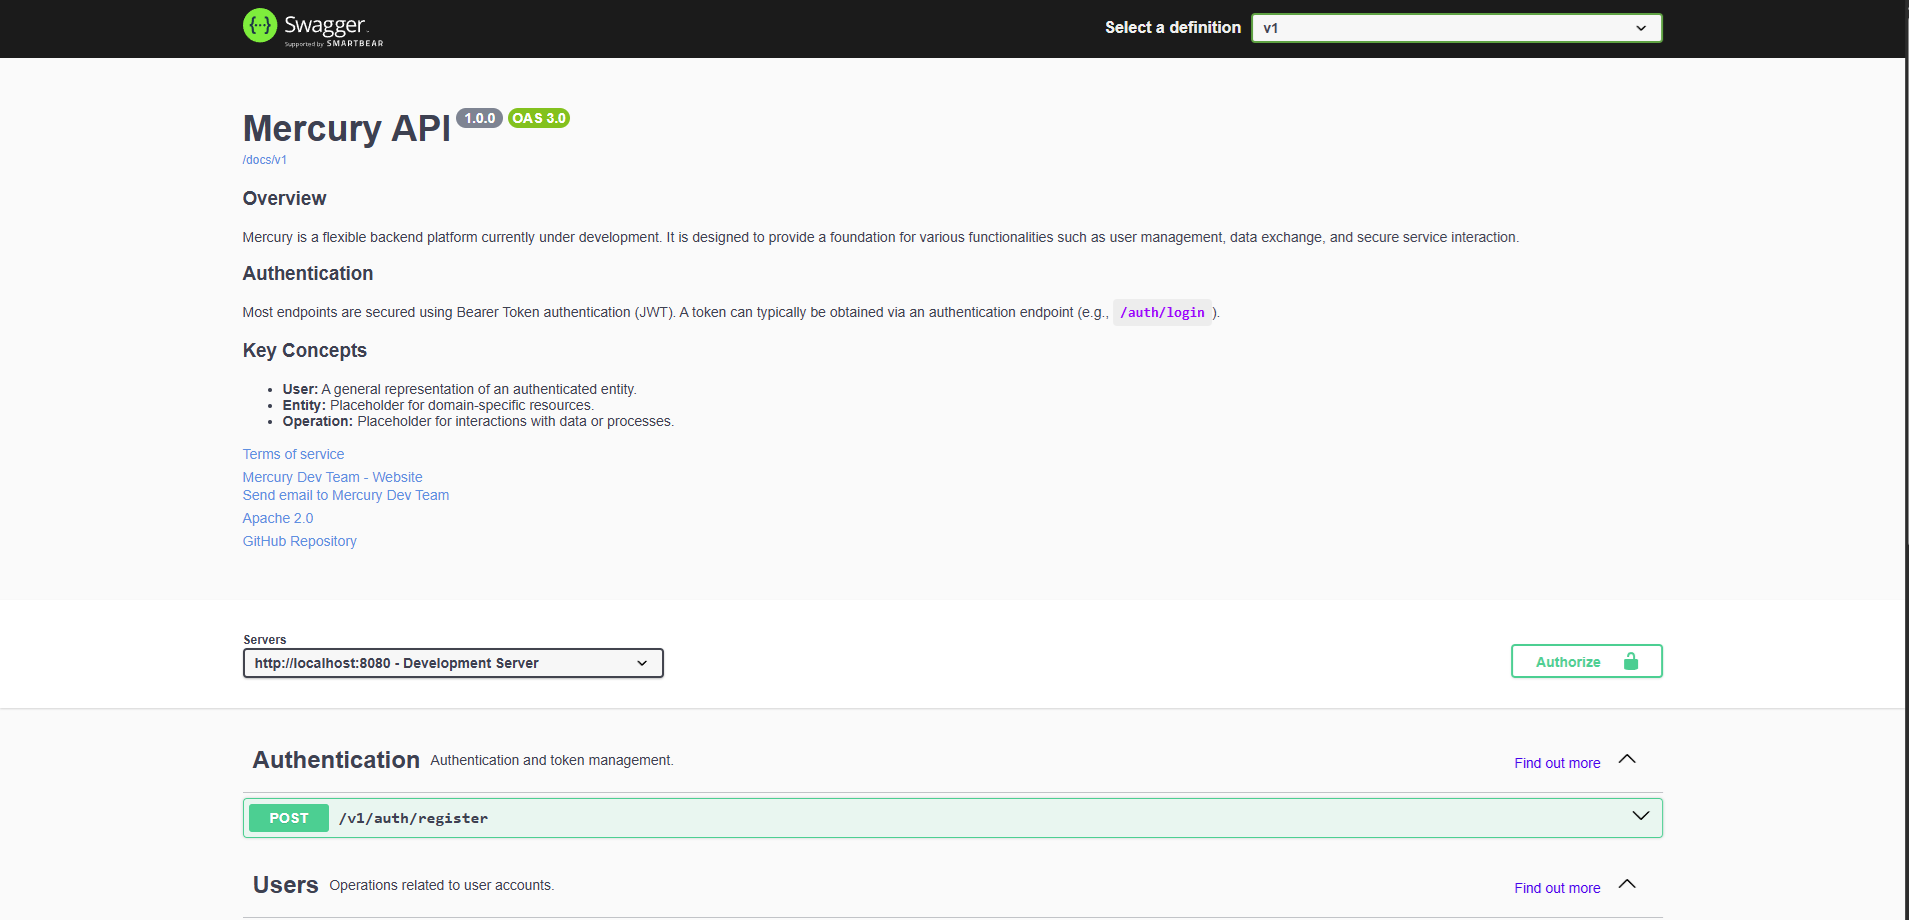 Swagger.
Supported by SMARTBEAR
Select a definition
v1
Mercury API 1.0.0 OAS 3.0
/docs/v1
Overview
Mercury is a flexible backend platform currently under development. It is designed to provide a foundation for various functionalities such as user management, data exchange, and secure service interaction.
Authentication
Most endpoints are secured using Bearer Token authentication (JWT). A token can typically be obtained via an authentication endpoint (e.g., /auth/login ).
Key Concepts
• User: A general representation of an authenticated entity.
• Entity: Placeholder for domain-specific resources.
• Operation: Placeholder for interactions with data or processes.
Terms of service
Mercury Dev Team - Website
Send email to Mercury Dev Team
Apache 2.0
GitHub Repository
Servers
http://localhost:8080 - Development Server
Authorize
Authentication Authentication and token management. Find out more
POST /v1/auth/register
Users Operations related to user accounts. Find out more